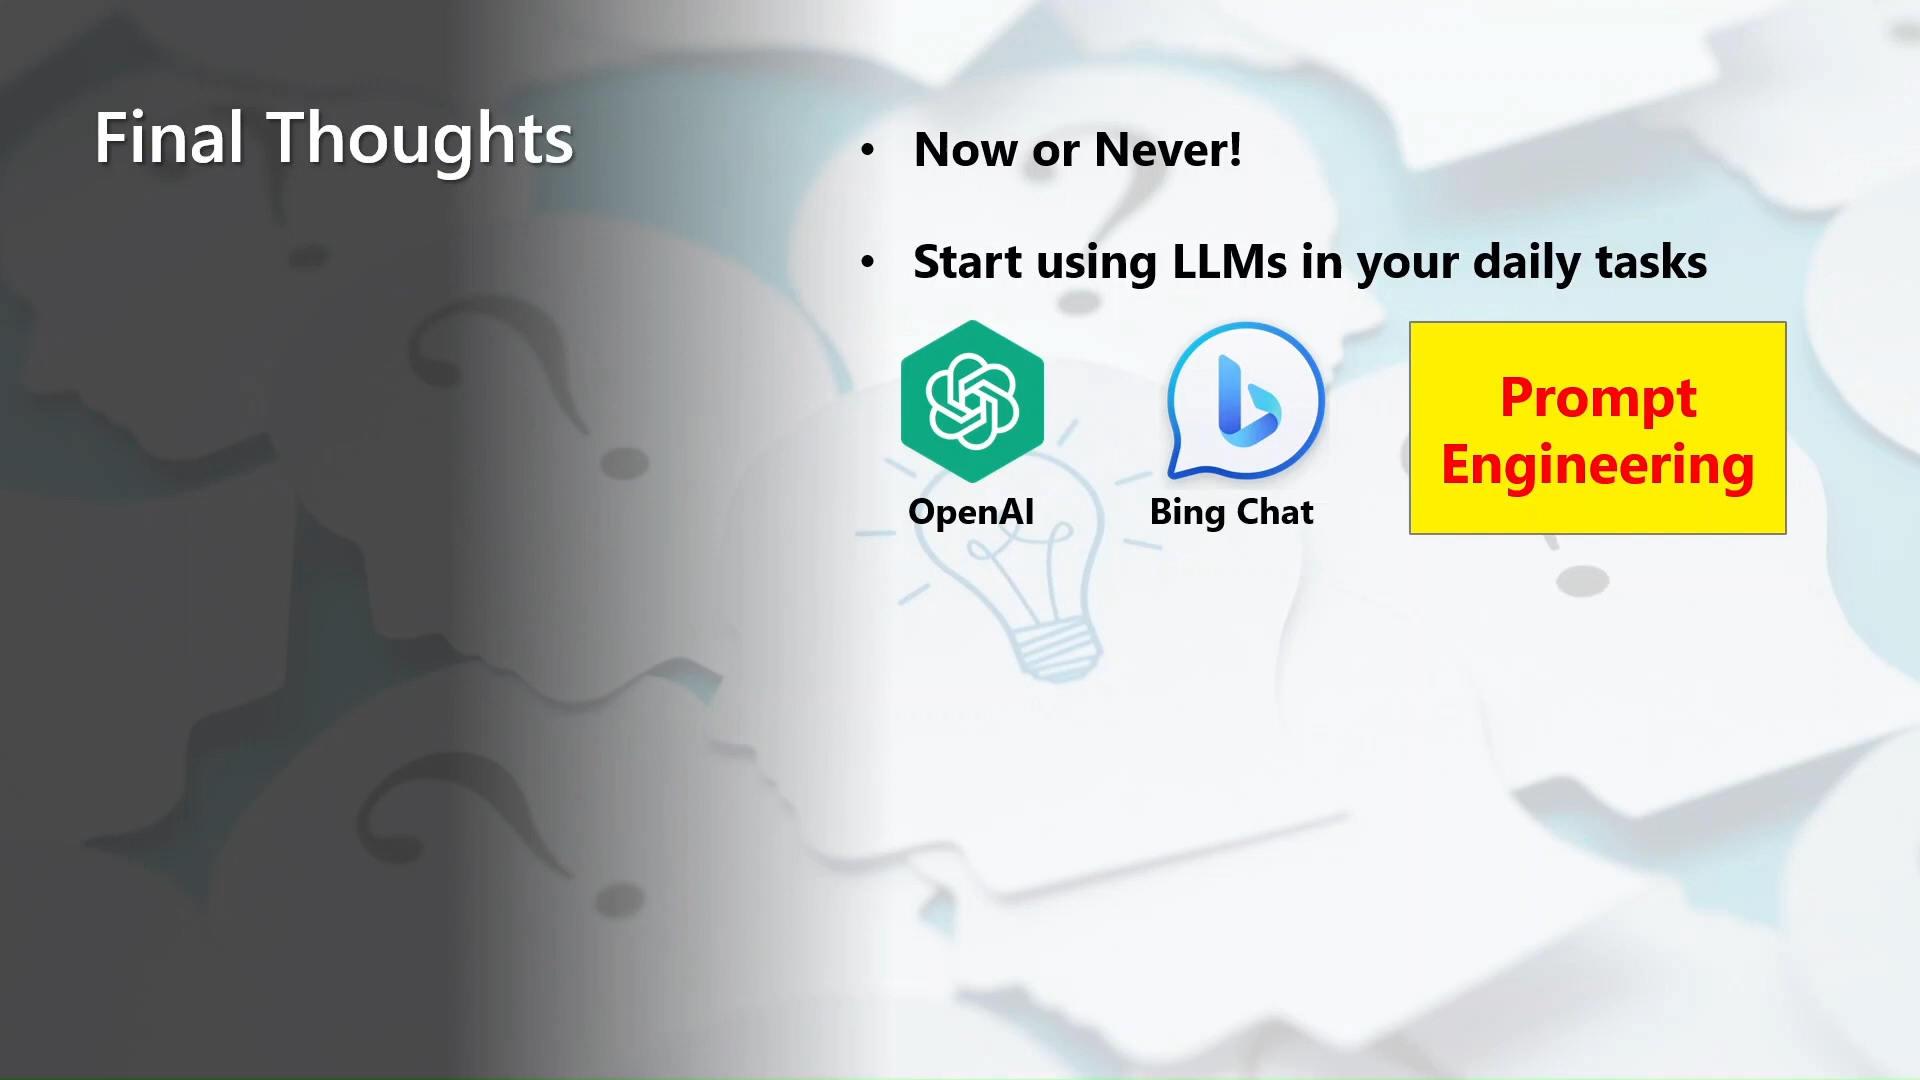 Final Thoughts
• Now or Never!
• Start using LLMs in your daily tasks
OpenAI
Bing Chat
Prompt
Engineering